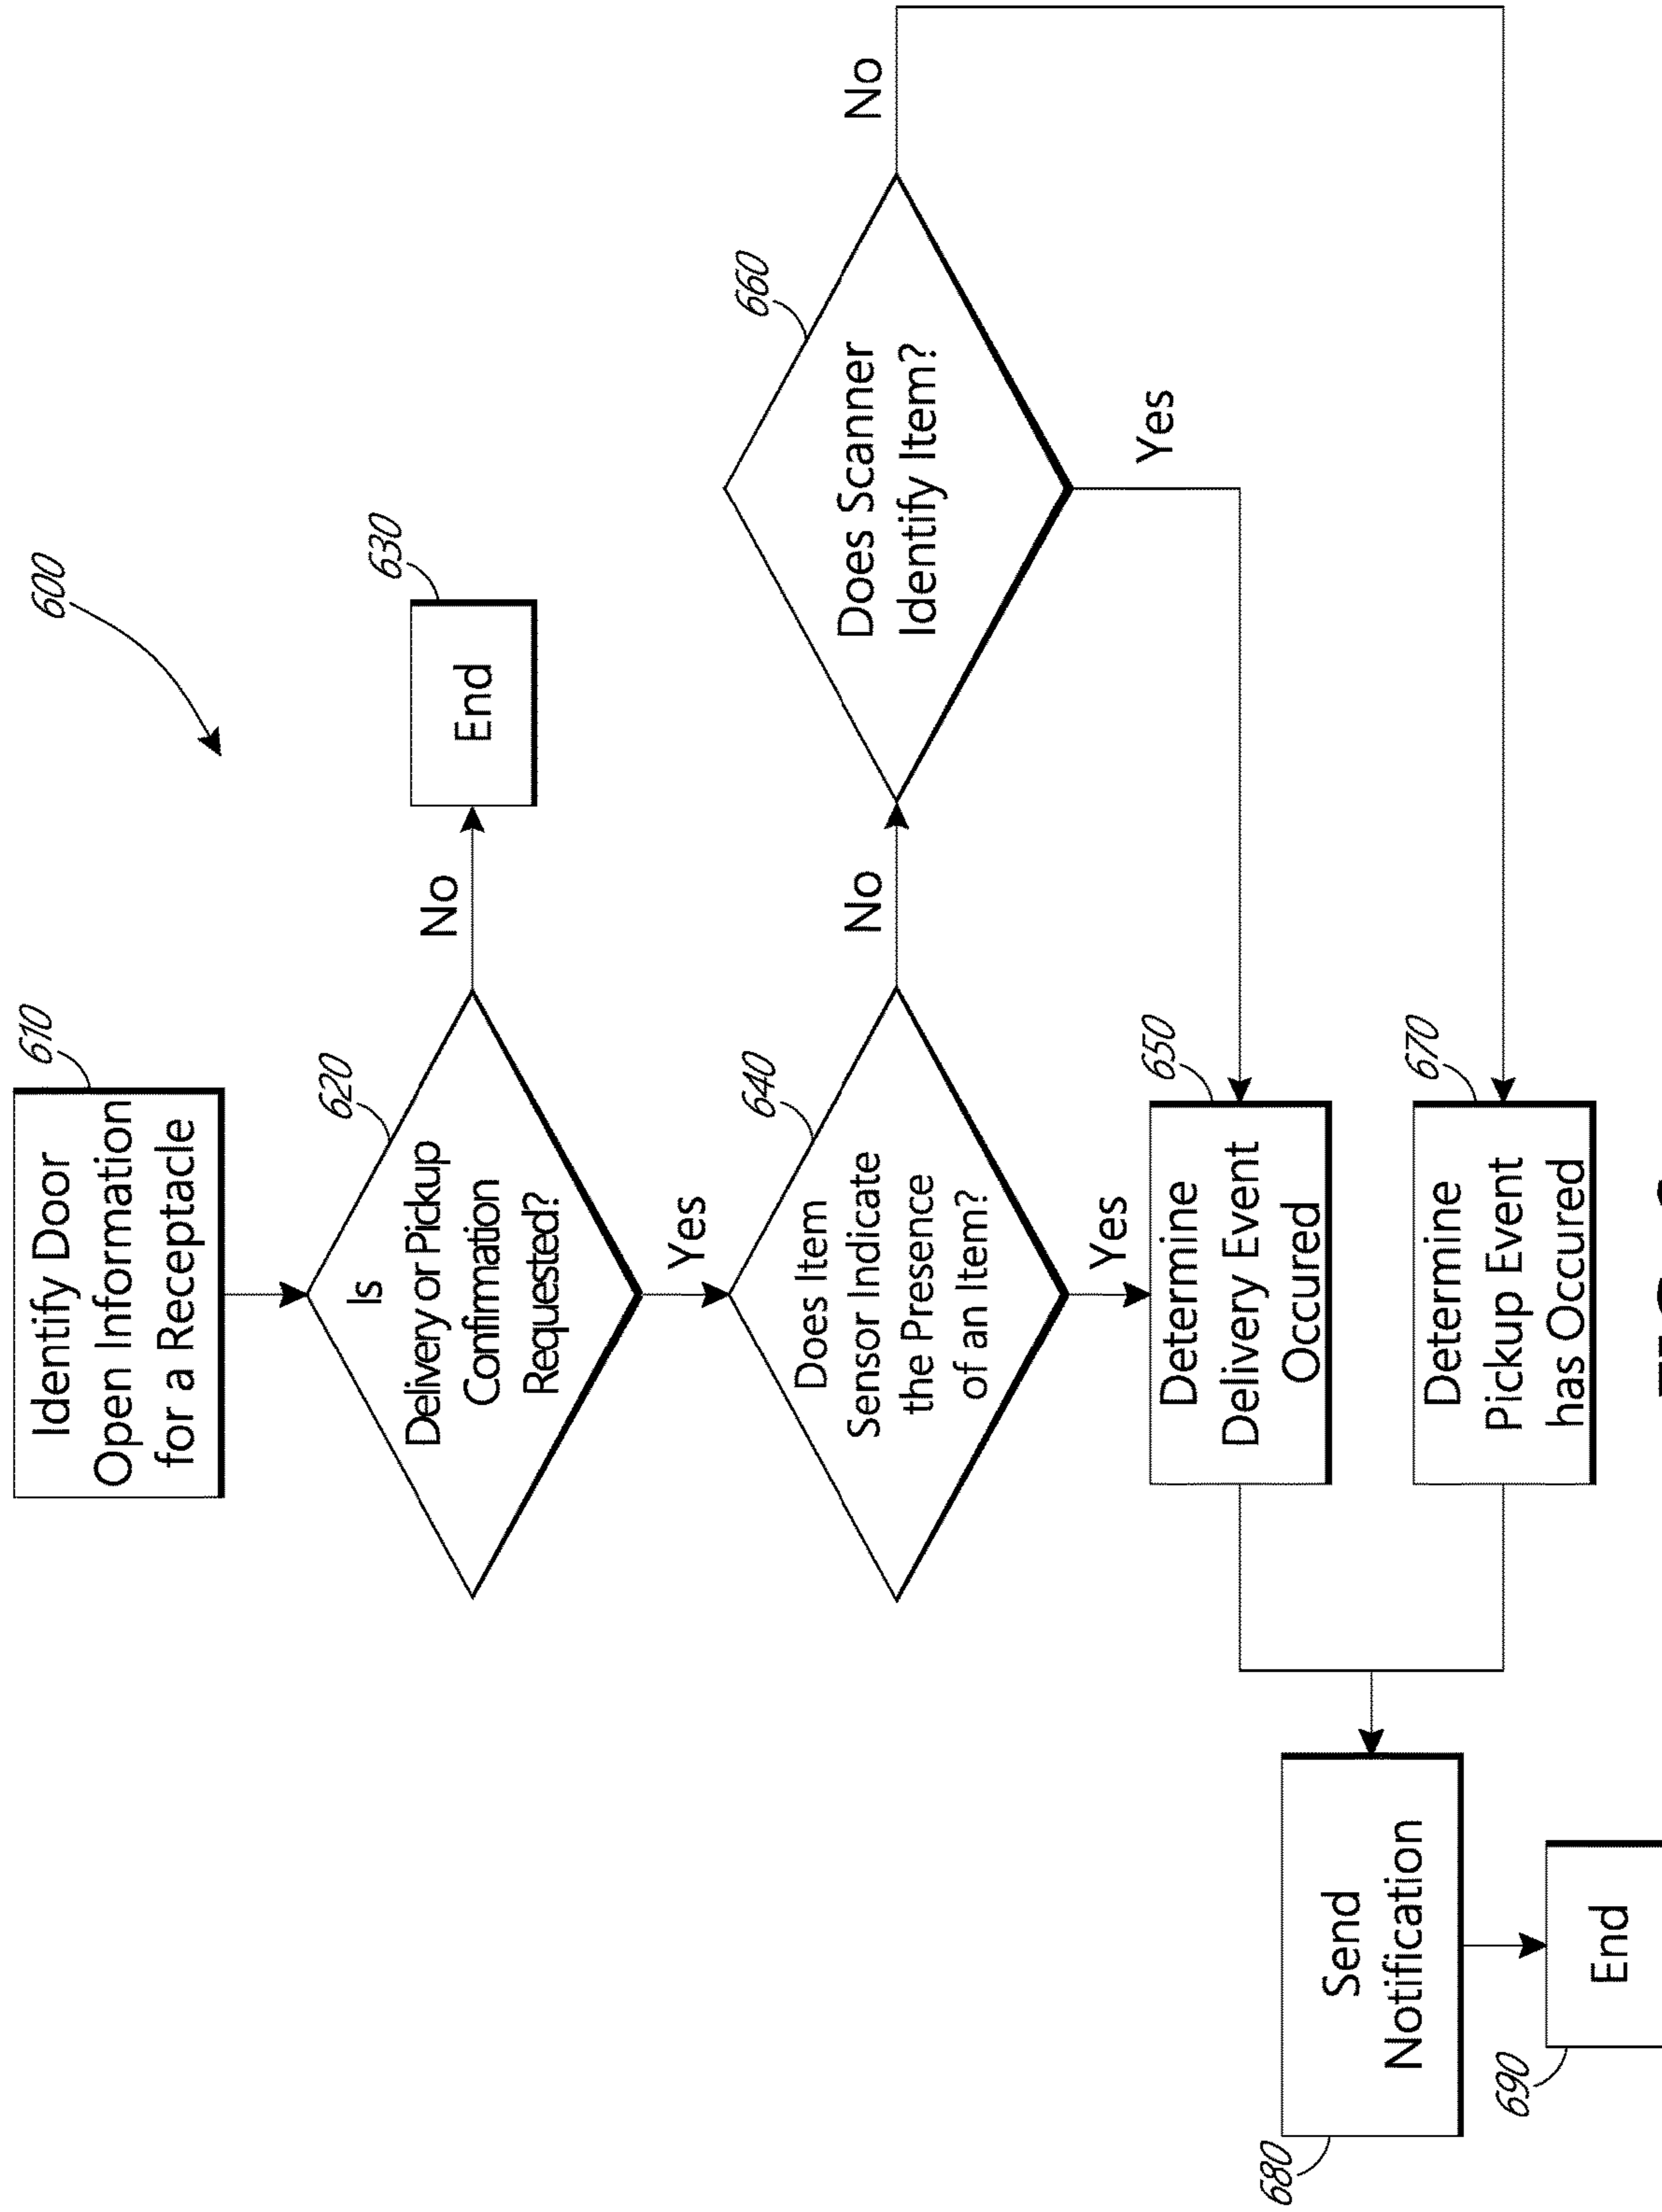 600
610
Identify Door
Open Information
for a Receptacle
620
Is
Delivery or Pickup
Confirmation
Requested?
No
630
End
Yes
640
Does Item
Sensor Indicate
the Presence
of an Item?
No
660
Does Scanner
Identify Item?
No
Yes
Yes
650
Determine
Delivery Event
Occured
670
Determine
Pickup Event
has Occured
680
Send
Notification
690
End